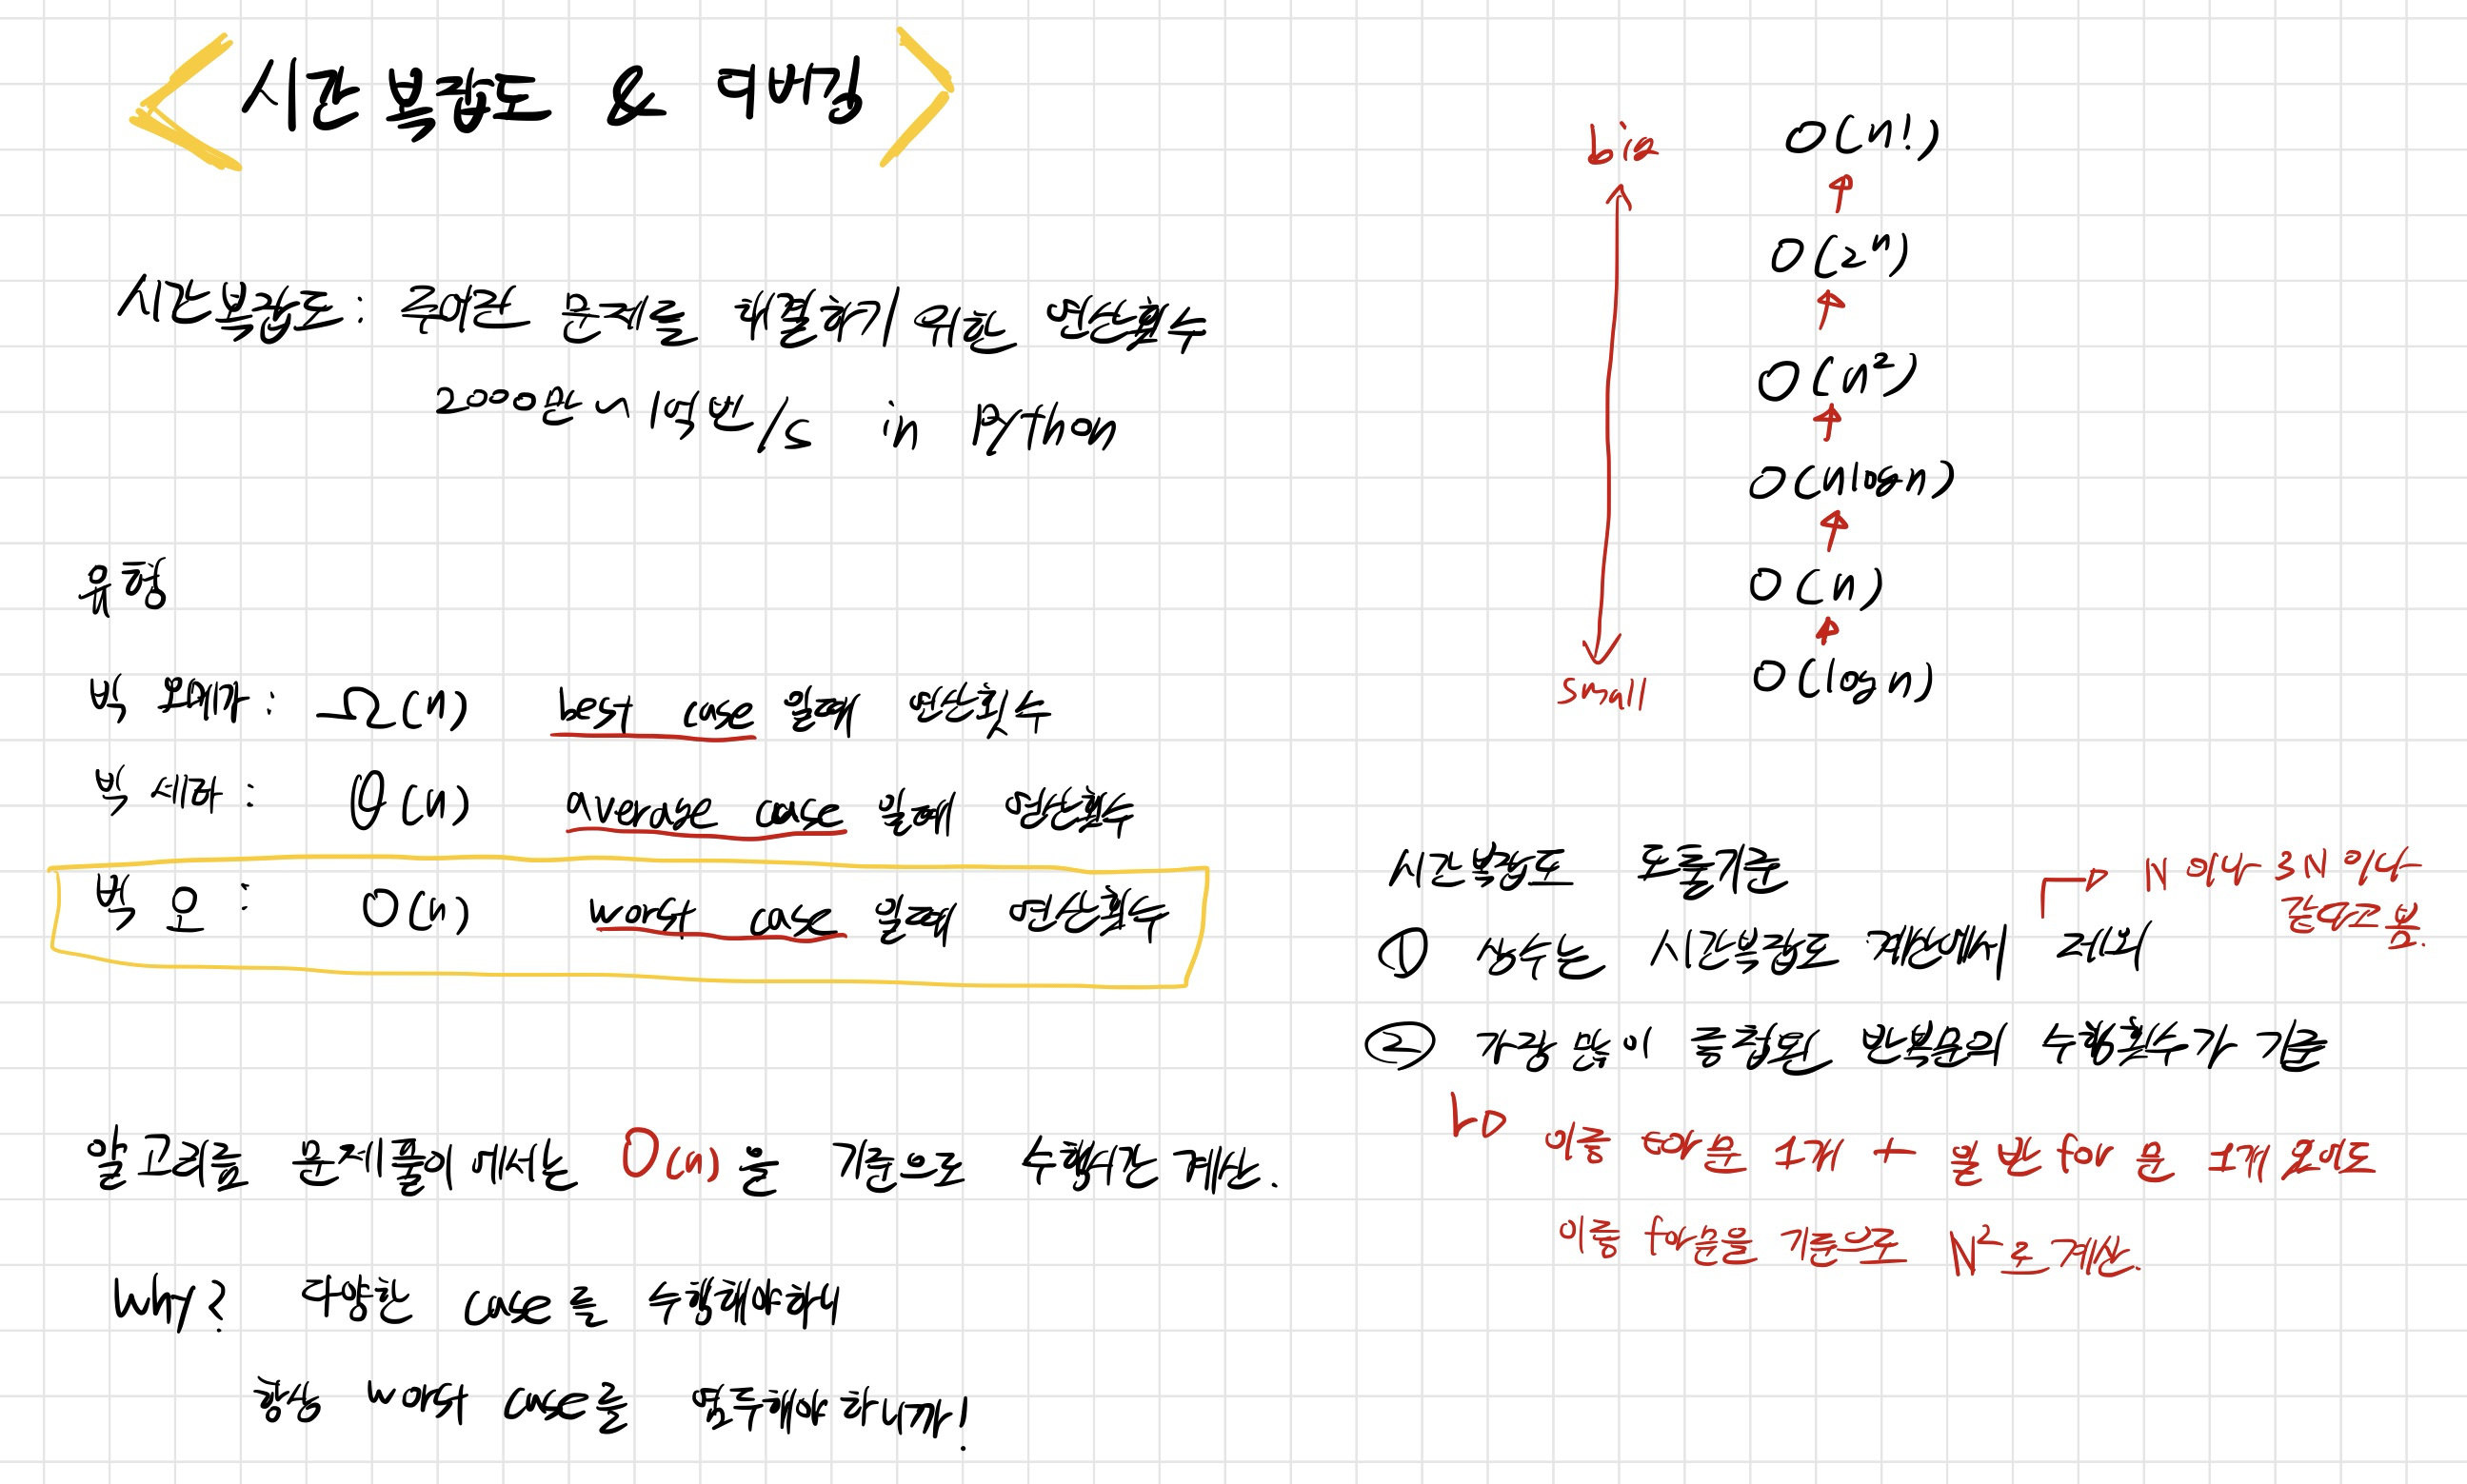 시간 복잡도 & 디버깅
시간복잡도: 주어진 문제를 해결하기 위한 연산횟수
2000만 ~ 1억번/s in Python
유형
빅 오메가: Ω(n) best case 일때 연산횟수
빅 세타: θ(n) average case 일때 연산횟수
빅 오: O(n) worst case 일때 연산횟수
알고리즘 문제풀이 에서는 O(n)을 기준으로 수행시간 계산.
Why? 다양한 case를 수행해야해서
항상 worst case를 염두해야 하니까!
big
O(n!)
O(2ⁿ)
O(n²)
O(nlogn)
O(n)
O(logn)
small
시간복잡도 도출기준
→ N 이나 3N 이나
같다고 봄.
① 상수는 시간복잡도 계산에서 제외
② 가장 많이 중첩된 반복문의 수행횟수가 기준
이중 for문 1개 + 일반 for 문 1개 있어도
이중 for문을 기준으로 N²로 계산.